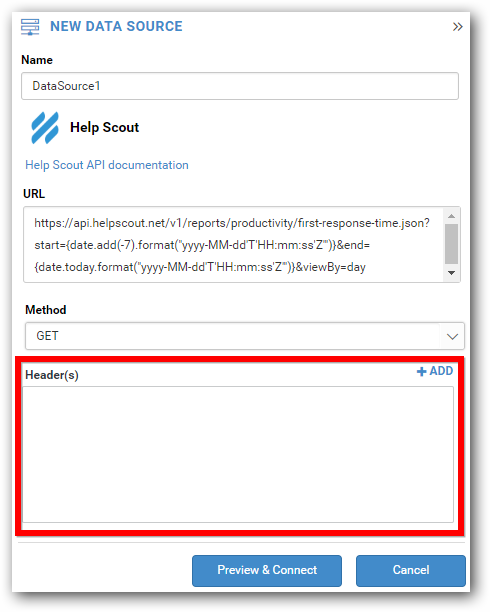 NEW DATA SOURCE
Name
DataSource1
Help Scout
Help Scout API documentation
URL
https://api.helpscout.net/v1/reports/productivity/first-response-time.json?
start={date.add(-7).format("yyyy-MM-dd'T'HH:mm:ss'Z'")}&end=
{date.today.format("yyyy-MM-dd'T'HH:mm:ss'Z'")}&viewBy=day
Method
GET
Header(s)
ADD
Preview & Connect
Cancel